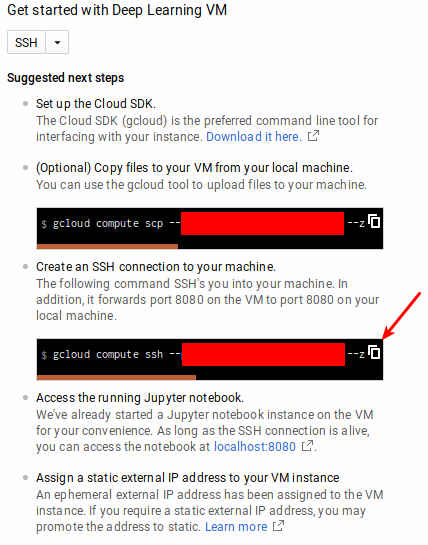 Get started with Deep Learning VM
SSH
Suggested next steps
Set up the Cloud SDK.
The Cloud SDK (gcloud) is the preferred command line tool for
interfacing with your instance. Download it here.
(Optional) Copy files to your VM from your local machine.
You can use the gcloud tool to upload files to your machine.
$ gcloud compute scp -- --z
Create an SSH connection to your machine.
The following command SSH's you into your machine. In
addition, it forwards port 8080 on the VM to port 8080 on your
local machine.
$ gcloud compute ssh -- --z
Access the running Jupyter notebook.
We've already started a Jupyter notebook instance on the VM
for your convenience. As long as the SSH connection is alive,
you can access the notebook at localhost:8080 .
Assign a static external IP address to your VM instance
An ephemeral external IP address has been assigned to the VM
instance. If you require a static external IP address, you may
promote the address to static. Learn more